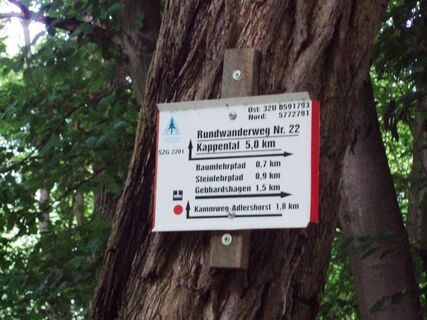 Ost: 32U 0591793
Nord: 5772791
Rundwanderweg Nr. 22
Kappental 5,0 km
SZG 2201
Baumlehrpfad 0,7 km
Steinlehrpfad 0,9 km
Gebhardshagen 1,5 km
Kammweg-Adlershorst 1,8 km